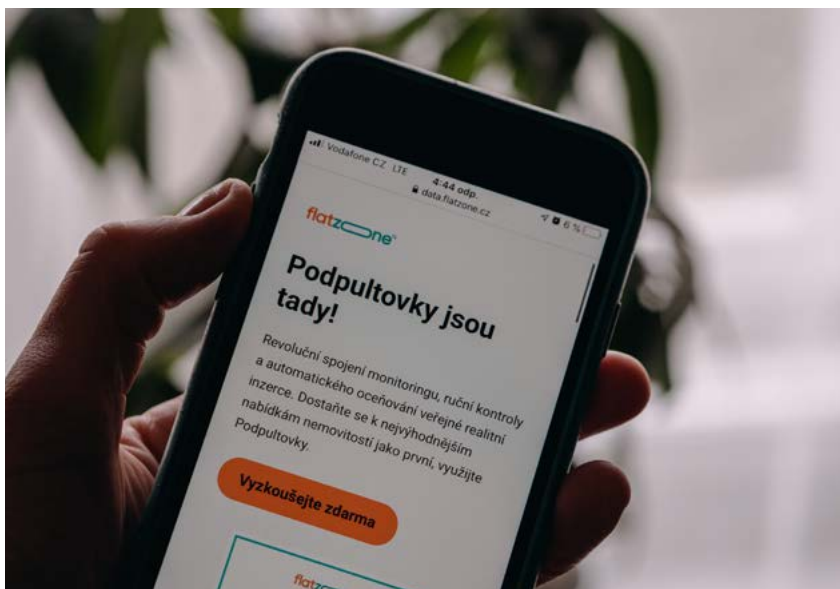 Vodafone CZ LTE 4:44 odp. 6 %
data.flatzone.cz
flatzone
Podpultovky jsou
tady!
Revoluční spojení monitoringu, ruční kontroly
a automatického oceňování veřejné realitní
inzerce. Dostaňte se k nejvýhodnějším
nabídkám nemovitostí jako první, využijte
Podpultovky.
Vyzkoušejte zdarma